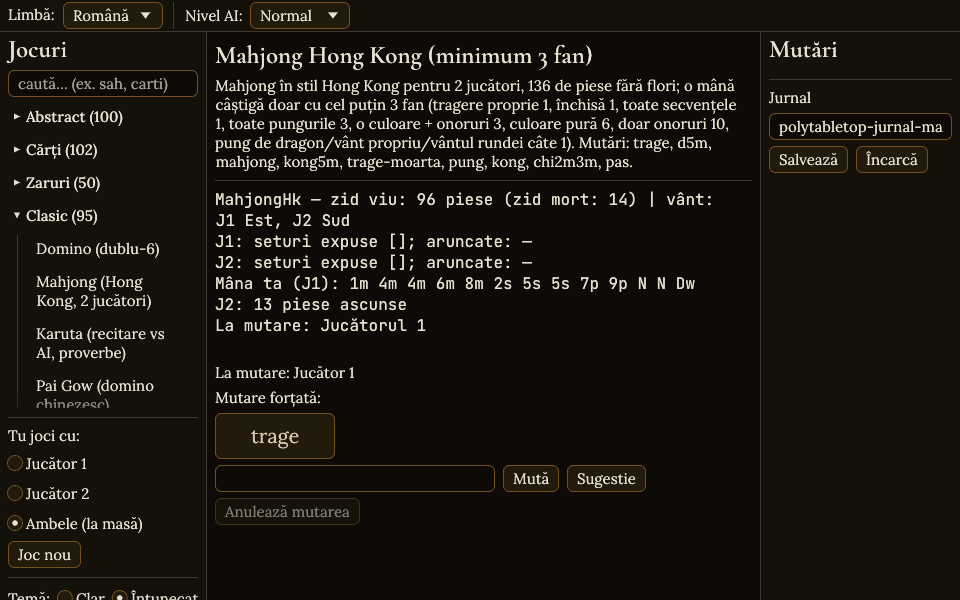 Limbă: Română ▼ Nivel AI: Normal ▼
Jocuri
caută... (ex. sah, carti)
▸ Abstract (100)
▸ Cărți (102)
▸ Zaruri (50)
▾ Clasic (95)
Domino (dublu-6)
Mahjong (Hong
Kong, 2 jucători)
Karuta (recitare vs
AI, proverbe)
Pai Gow (domino
chinezesc)
Tu joci cu:
Jucător 1
Jucător 2
Ambele (la masă)
Joc nou
Temă: Clar Întunecat
Mahjong Hong Kong (minimum 3 fan)
Mahjong în stil Hong Kong pentru 2 jucători, 136 de piese fără flori; o mână
câștigă doar cu cel puțin 3 fan (tragere proprie 1, închisă 1, toate secvențele
1, toate pungurile 3, o culoare + onoruri 3, culoare pură 6, doar onoruri 10,
pung de dragon/vânt propriu/vântul rundei câte 1). Mutări: trage, d5m,
mahjong, kong5m, trage-moarta, pung, kong, chi2m3m, pas.
MahjongHk — zid viu: 96 piese (zid mort: 14) | vânt:
J1 Est, J2 Sud
J1: seturi expuse []; aruncate: —
J2: seturi expuse []; aruncate: —
Mâna ta (J1): 1m 4m 4m 6m 8m 2s 5s 5s 7p 9p N N Dw
J2: 13 piese ascunse
La mutare: Jucătorul 1
La mutare: Jucător 1
Mutare forțată:
trage
Mută Sugestie
Anulează mutarea
Mutări
Jurnal
polytabletop-jurnal-ma
Salvează Încarcă